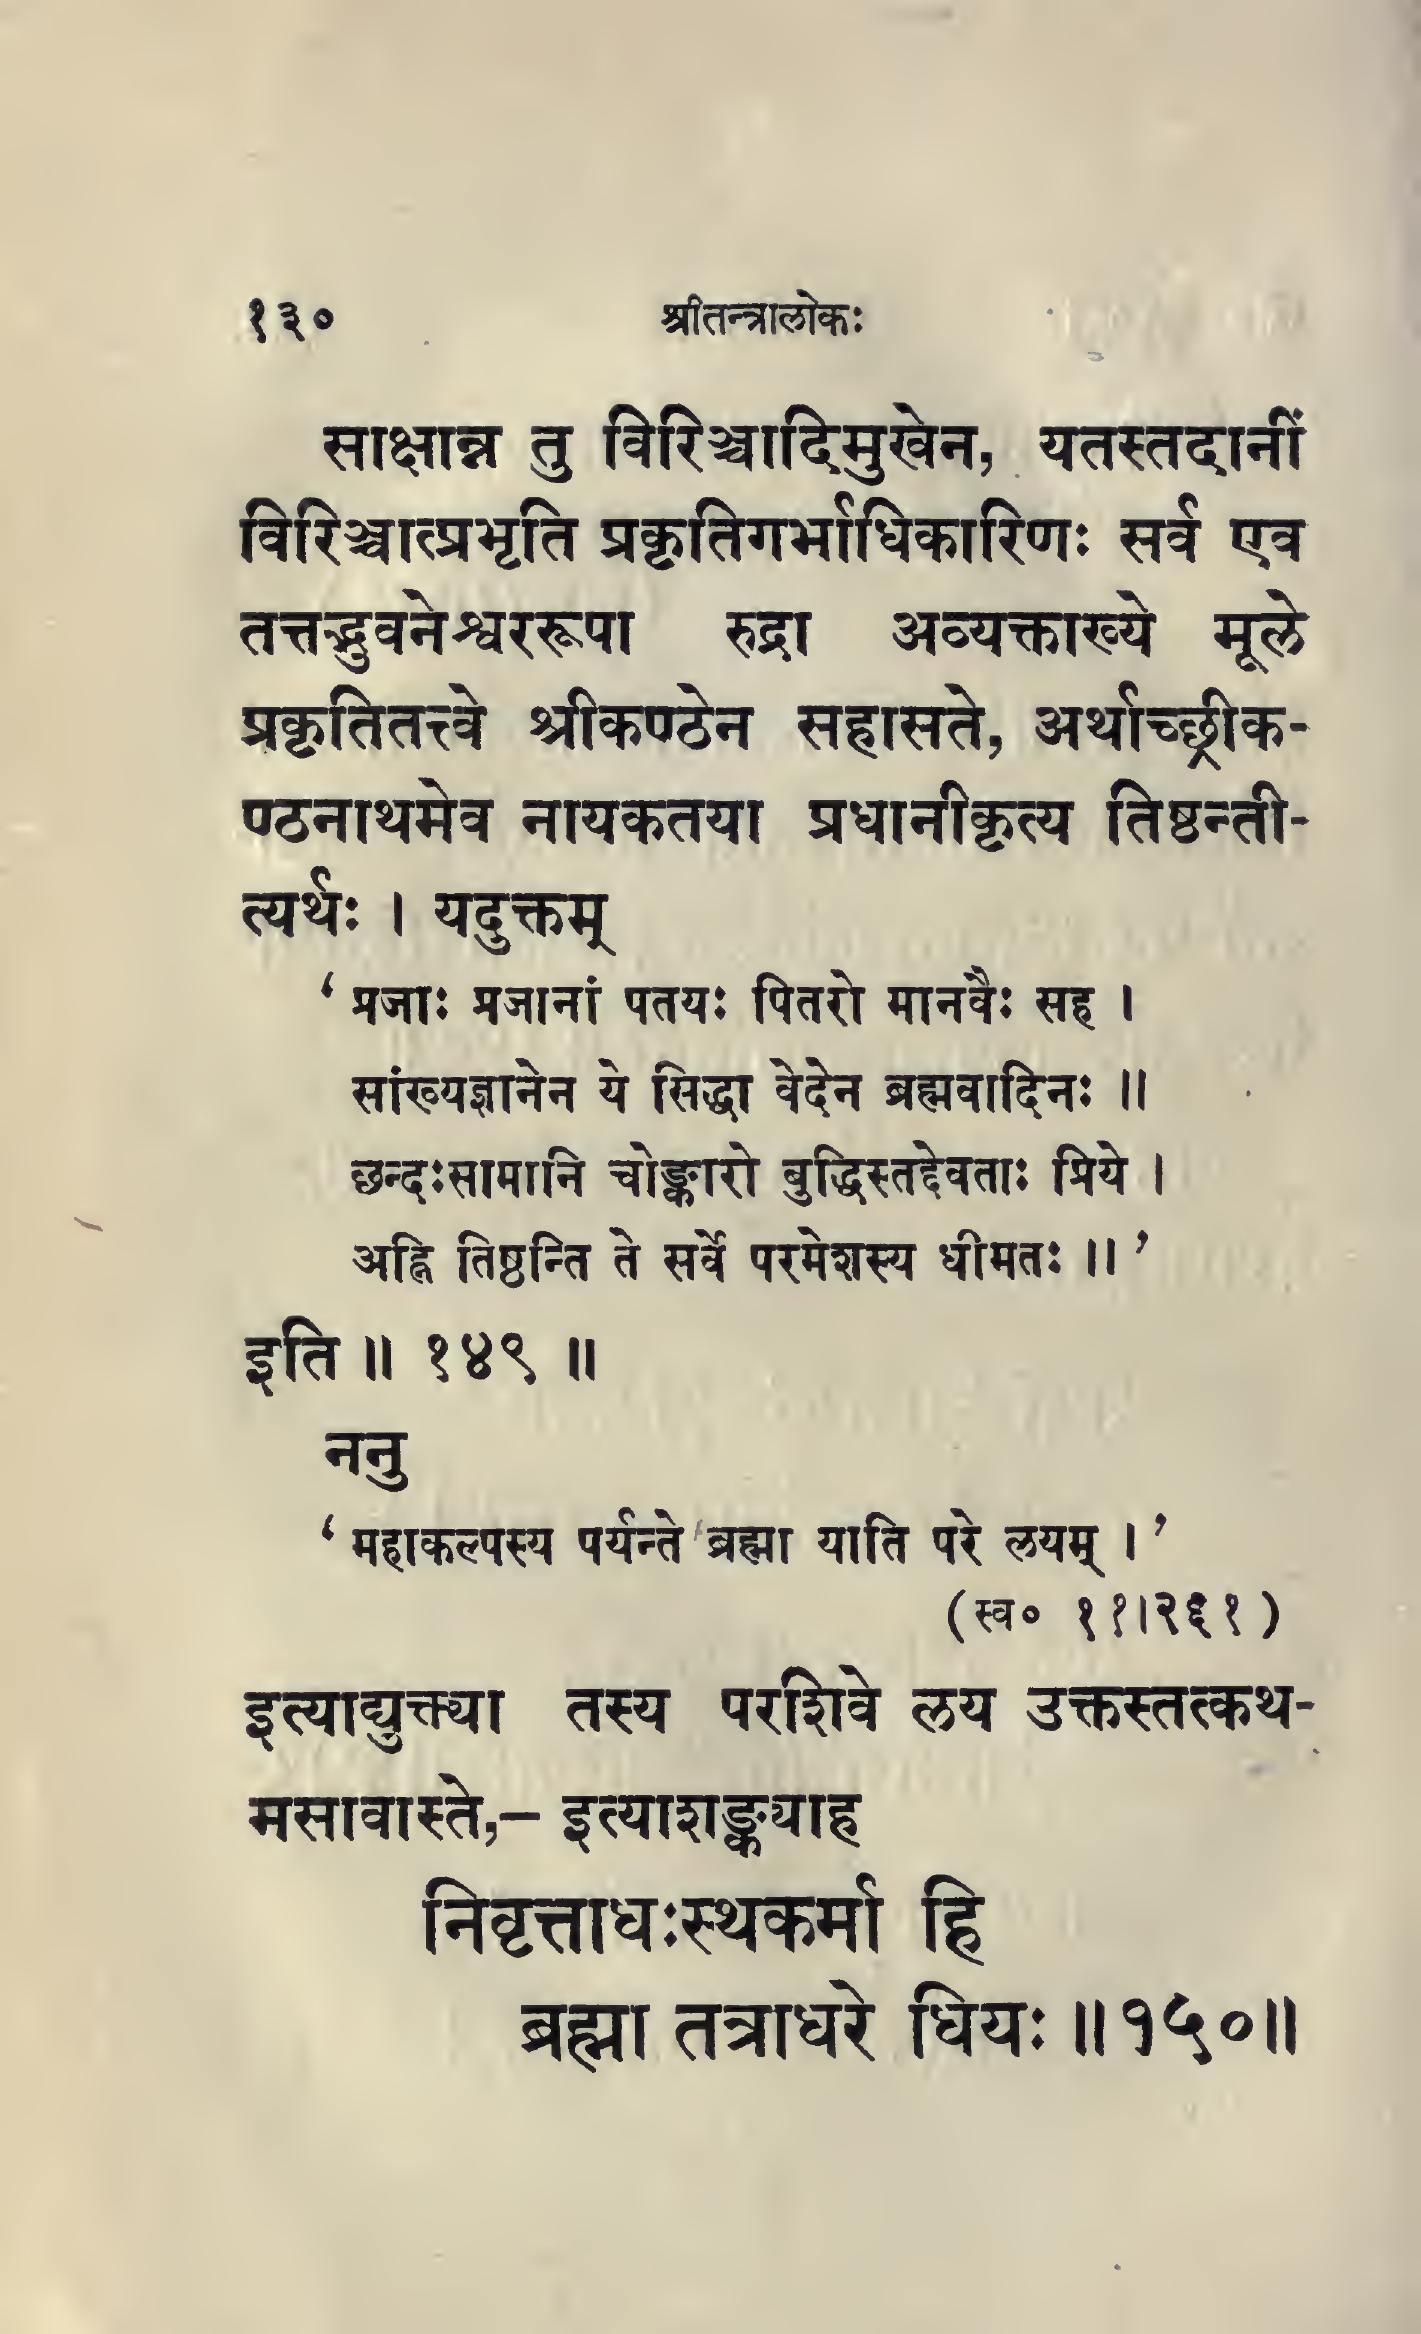 १३० श्रीतन्त्रालोकः
साक्षान्न तु विरिञ्चादिमुखेन, यतस्तदानीं
विरिञ्चात्प्रभृति प्रकृतिगर्भाधिकारिणः सर्व एव
तत्तद्भुवनेश्वररूपा रुद्रा अव्यक्ताख्ये मूले
प्रकृतितत्त्वे श्रीकण्ठेन सहासते, अर्थाच्छ्रीक-
ण्ठनाथमेव नायकतया प्रधानीकृत्य तिष्ठन्ती-
त्यर्थः । यदुक्तम्
‘ प्रजाः प्रजानां पतयः पितरो मानवैः सह ।
सांख्यज्ञानेन ये सिद्धा वेदेन ब्रह्मवादिनः ॥
छन्दःसामानि चोङ्कारो बुद्धिस्तद्देवताः प्रिये ।
अह्नि तिष्ठन्ति ते सर्वे परमेशस्य धीमतः ॥ ’
इति ॥ १४९ ॥
ननु
‘ महाकल्पस्य पर्यन्ते ब्रह्मा याति परे लयम् । ’
(स्व० ११।२६१)
इत्याद्युक्त्या तस्य परशिवे लय उक्तस्तत्कथ-
मसावास्ते,– इत्याशङ्क्याह
निवृत्ताधःस्थकर्मा हि
ब्रह्मा तत्राधरे धियः ॥१५०॥